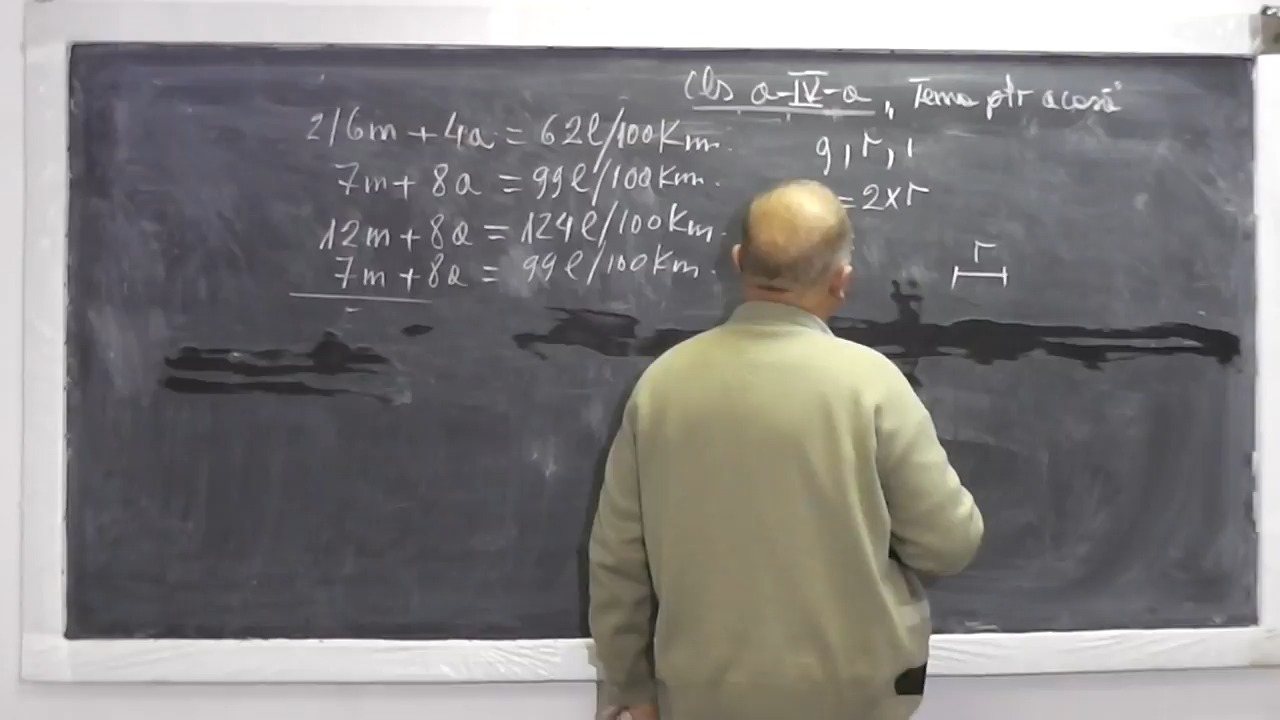 2/6m + 4a = 62l/100Km.
7m + 8a = 99l/100Km.
12m + 8a = 124l/100Km.
7m + 8a = 99l/100Km.
Cls a-IV-a, Tema ptr acasă
g, r, i
= 2xr
r